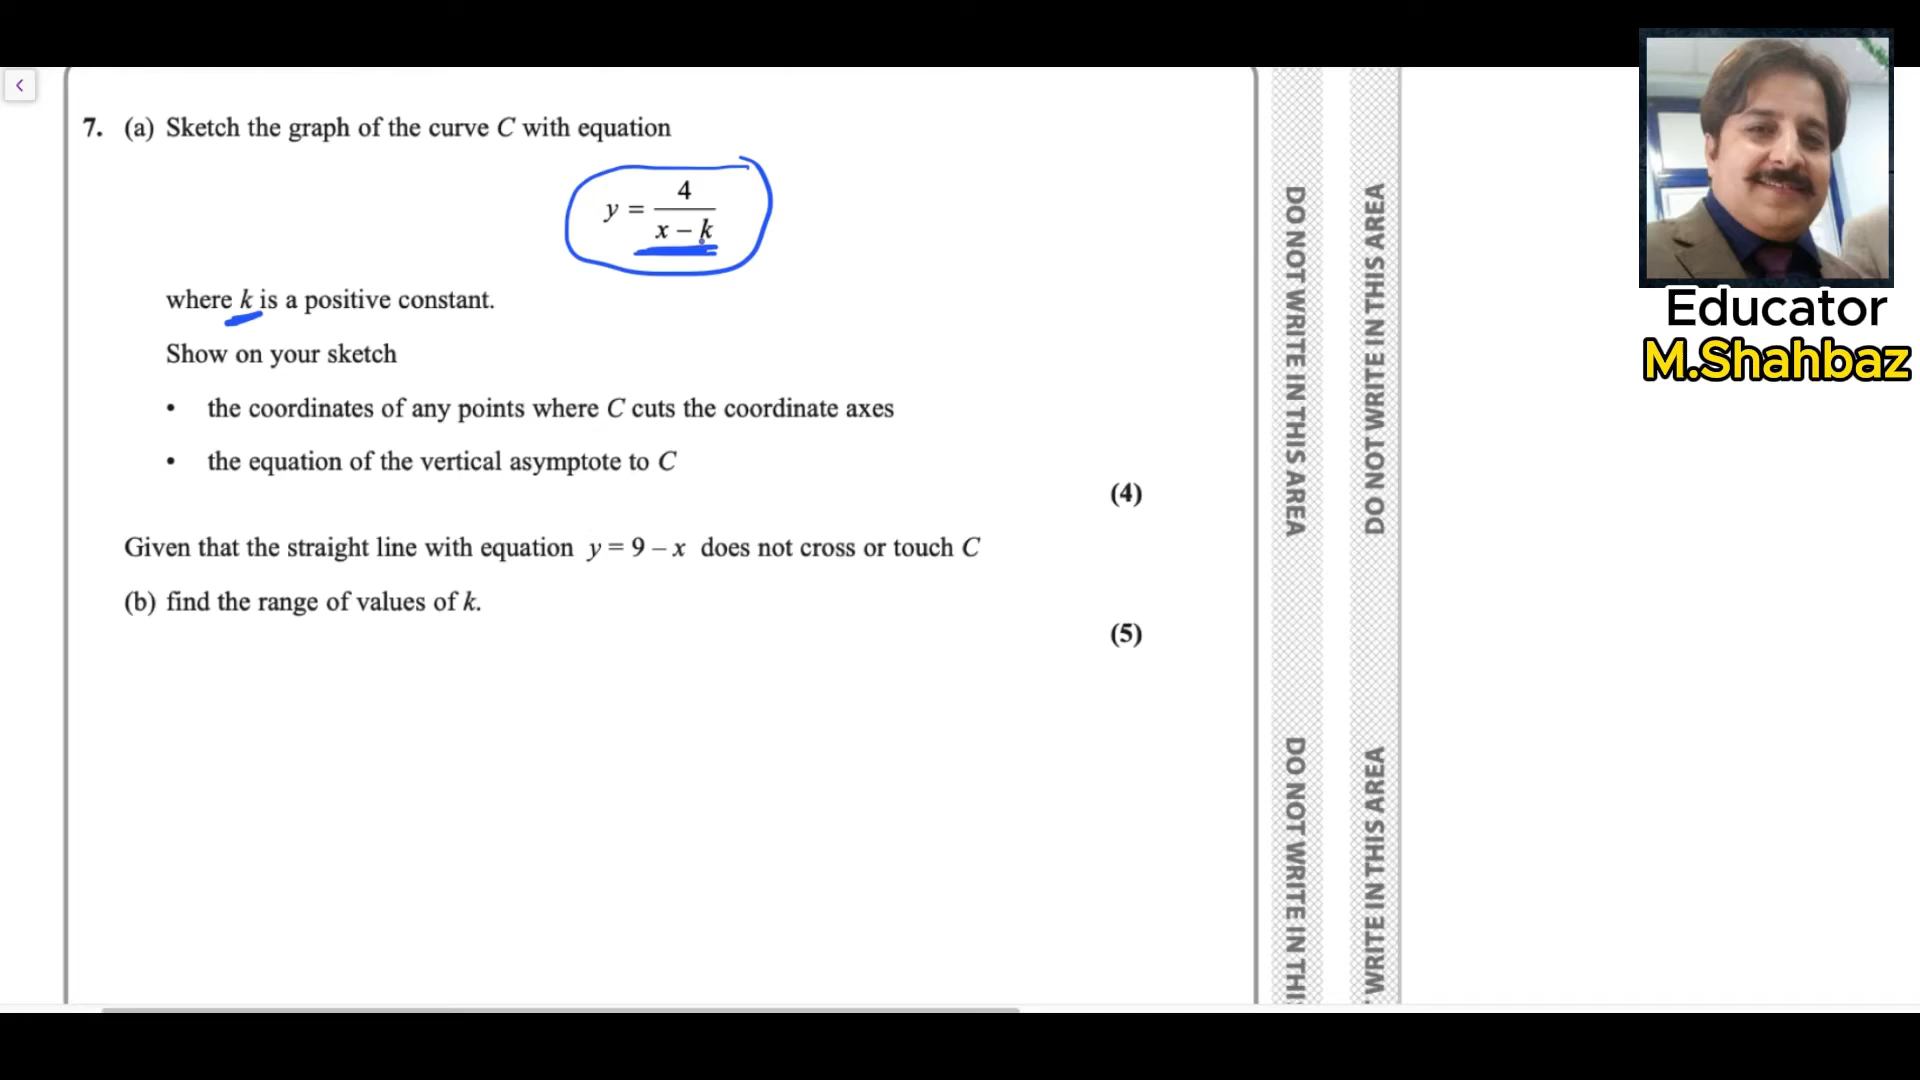 7. (a) Sketch the graph of the curve C with equation
y = 4 / (x – k)
where k is a positive constant.
Show on your sketch
• the coordinates of any points where C cuts the coordinate axes
• the equation of the vertical asymptote to C
(4)
Given that the straight line with equation y = 9 – x does not cross or touch C
(b) find the range of values of k.
(5)
DO NOT WRITE IN THIS AREA
DO NOT WRITE IN THIS AREA
DO NOT WRITE IN THI
WRITE IN THIS AREA
Educator
M.Shahbaz